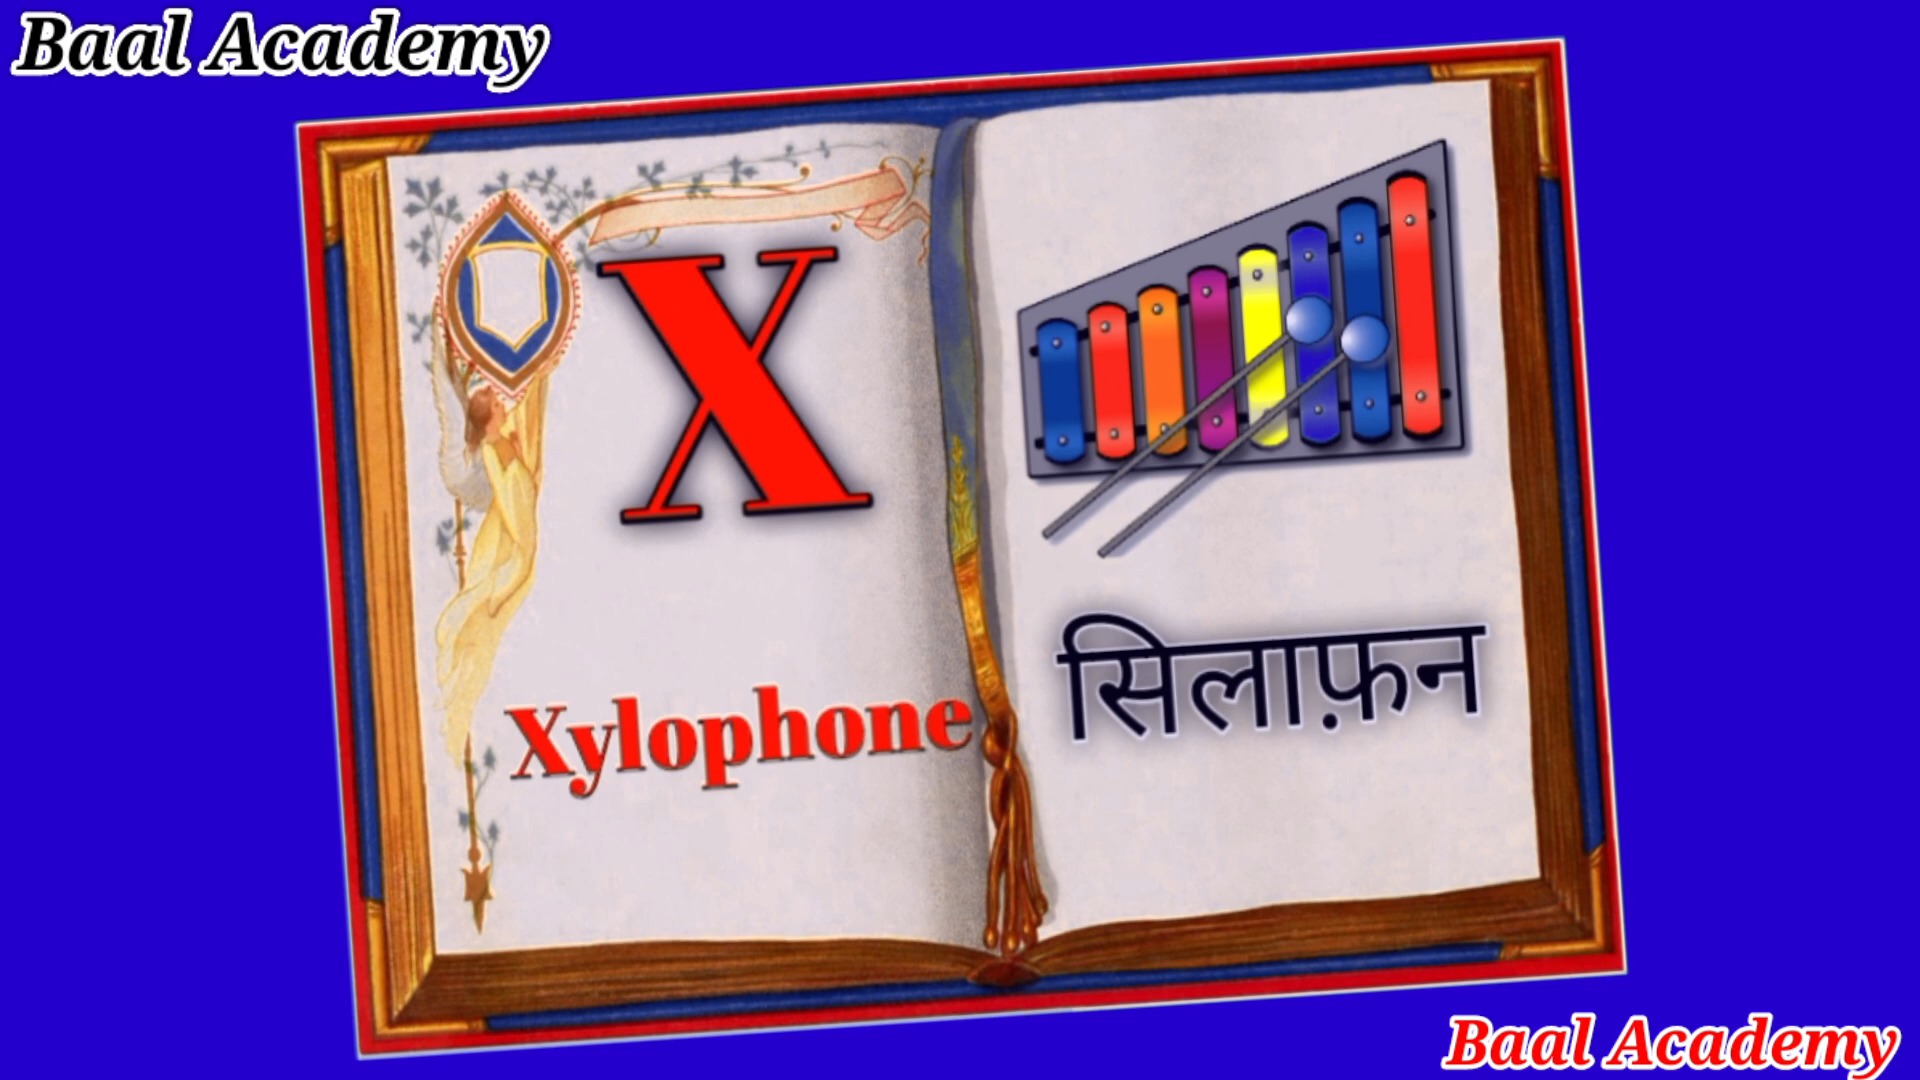 Baal Academy
X
Xylophone
सिलाफ़न
Baal Academy